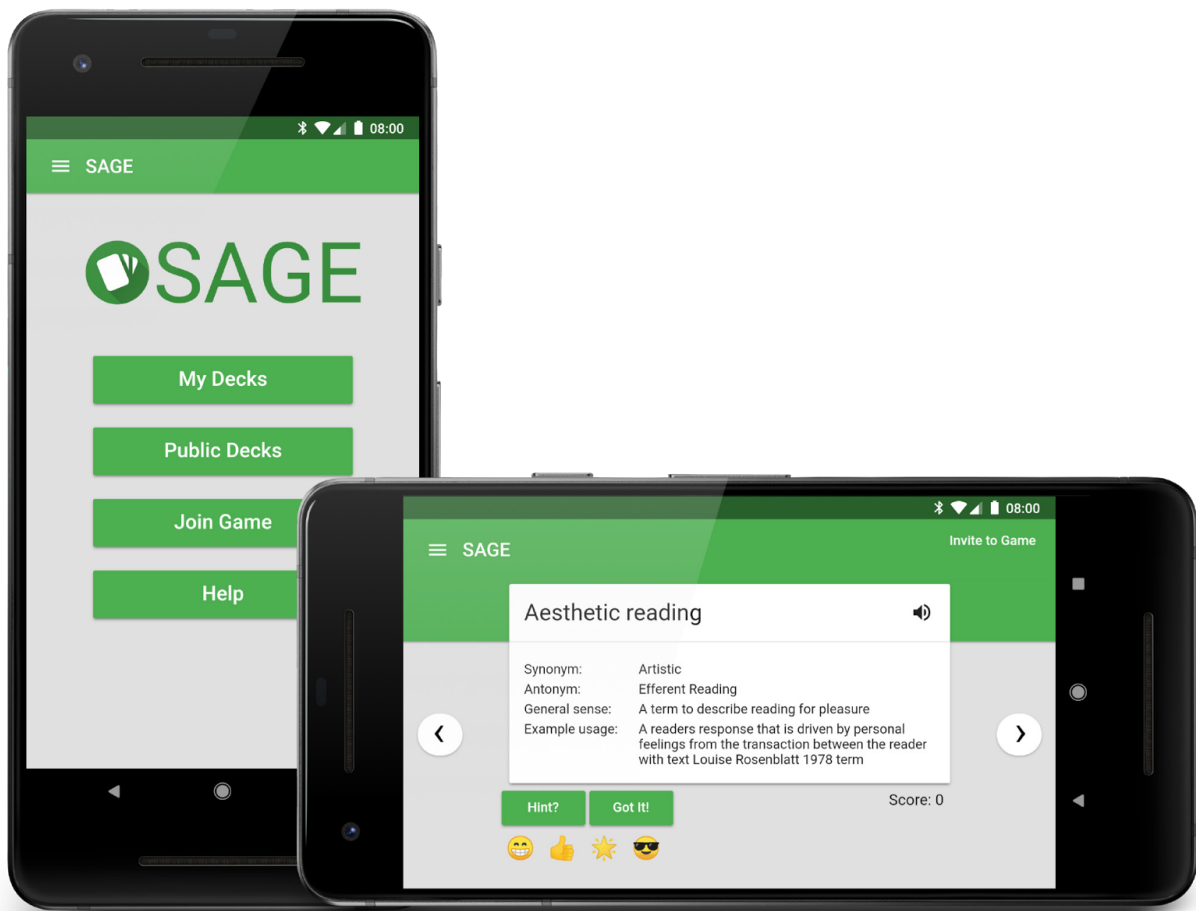 08:00
SAGE
SAGE
My Decks
Public Decks
Join Game
Help
08:00
SAGE
Invite to Game
Aesthetic reading
Synonym: Artistic
Antonym: Efferent Reading
General sense: A term to describe reading for pleasure
Example usage: A readers response that is driven by personal
feelings from the transaction between the reader
with text Louise Rosenblatt 1978 term
Hint?
Got It!
Score: 0